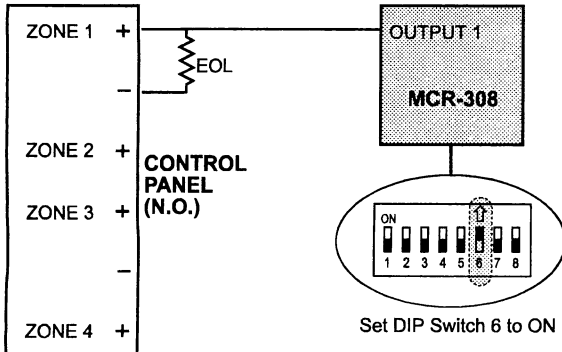 ZONE 1 +
OUTPUT 1
EOL
−
MCR-308
ZONE 2 +
CONTROL
PANEL
(N.O.)
ZONE 3 +
−
ZONE 4 +
ON
1 2 3 4 5 6 7 8
Set DIP Switch 6 to ON